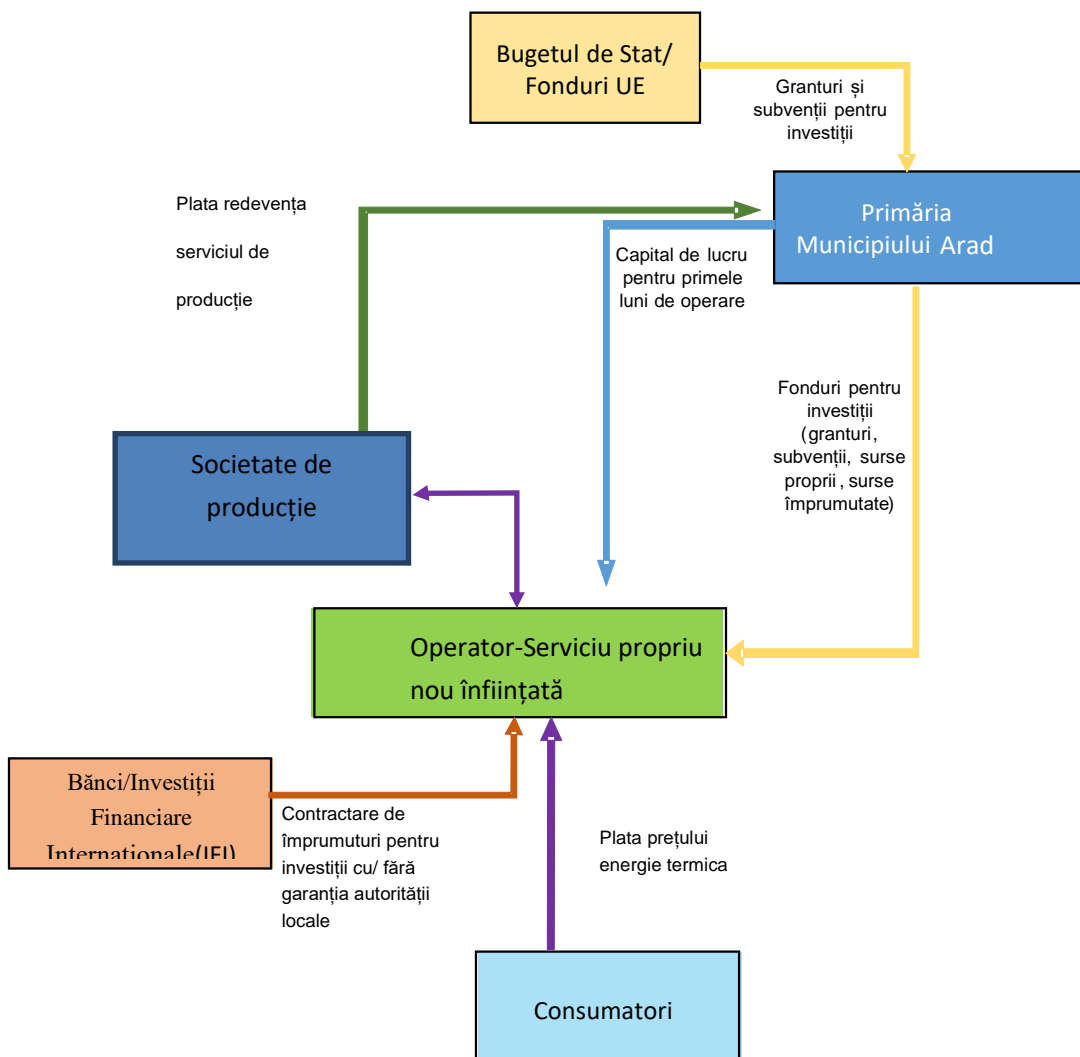 Bugetul de Stat/
Fonduri UE
Granturi și
subvenții pentru
investiții
Plata redevența
serviciul de
producție
Primăria
Municipiului Arad
Capital de lucru
pentru primele
luni de operare
Fonduri pentru
investiții
(granturi,
subvenții, surse
proprii, surse
împrumutate)
Societate de
producție
Operator-Serviciu propriu
nou înființată
Bănci/Investiții
Financiare
Internaționale(IFI)
Contractare de
împrumuturi pentru
investiții cu/ fără
garanția autorității
locale
Plata prețului
energie termica
Consumatori